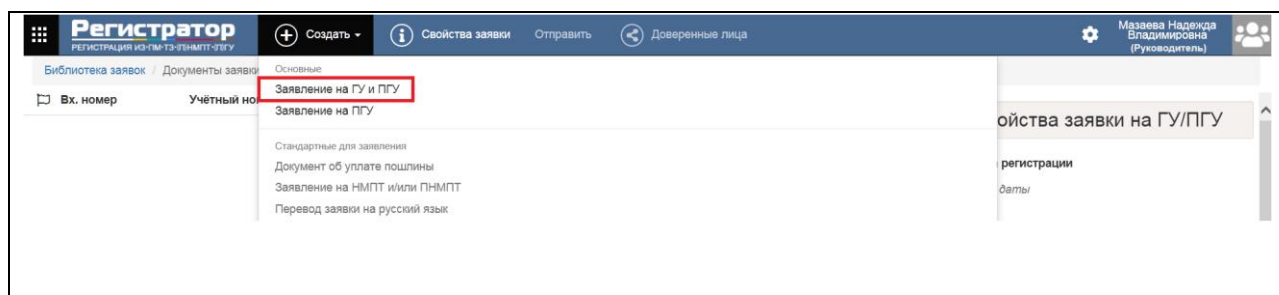 Регистратор
РЕГИСТРАЦИЯ ИЗ-ПМ-ТЗ-(П)НМПТ-(П)ГУ
Создать
Свойства заявки
Отправить
Доверенные лица
Мазаева Надежда
Владимировна
(Руководитель)
Библиотека заявок / Документы заявки
Вх. номер
Учётный но
Основные
Заявление на ГУ и ПГУ
Заявление на ПГУ
Стандартные для заявления
Документ об уплате пошлины
Заявление на НМПТ и/или ПНМПТ
Перевод заявки на русский язык
ойства заявки на ГУ/ПГУ
регистрации
даты